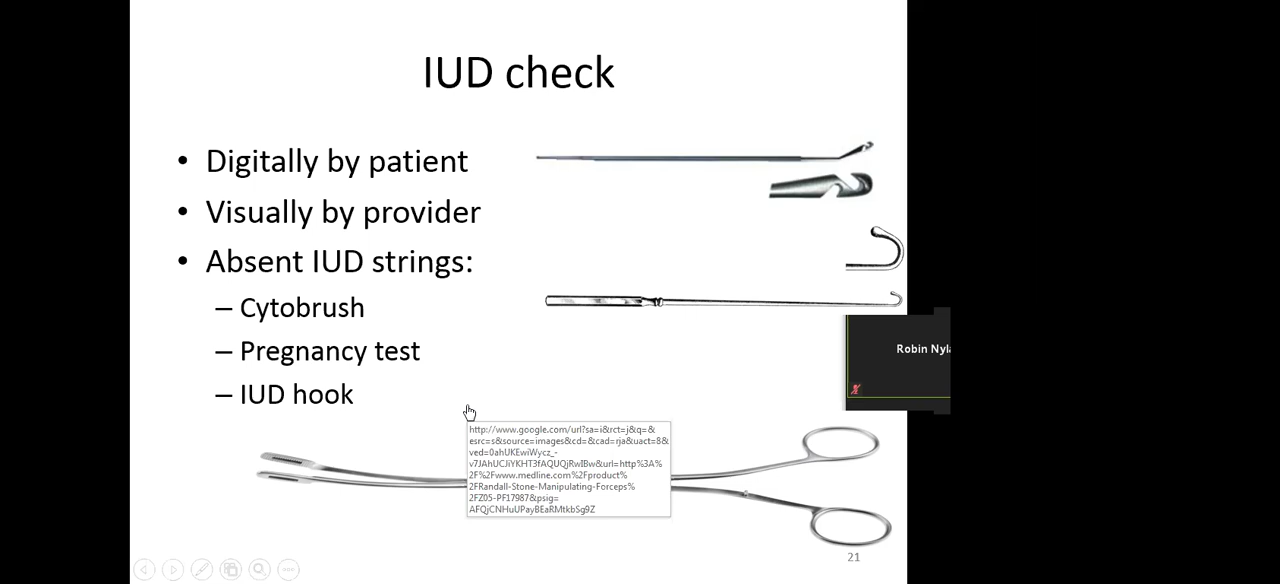 IUD check
• Digitally by patient
• Visually by provider
• Absent IUD strings:
– Cytobrush
– Pregnancy test
– IUD hook
Robin Nyl
http://www.google.com/url?sa=i&rct=j&q=&
esrc=s&source=images&cd=&cad=rja&uact=8&
ved=0ahUKEwiWycz_-
v7JAhUCJiYKHT3fAQUQjRwIBw&url=http%3A%
2F%2Fwww.medline.com%2Fproduct%
2FRandall-Stone-Manipulating-Forceps%
2FZ05-PF17987&psig=
AFQjCNHuUPayBEaRMtkbSg9Z
21